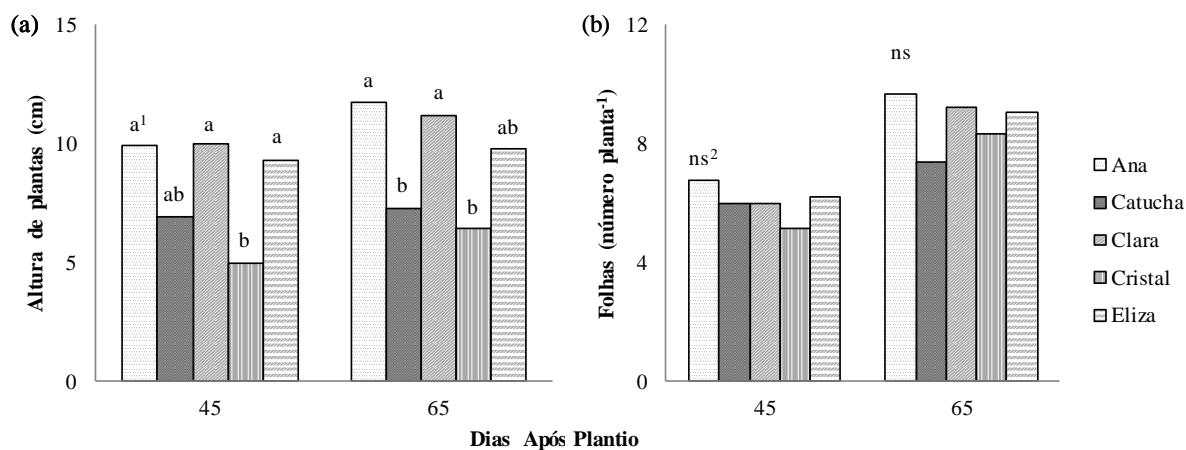 (a)
Altura de plantas (cm)
15
10
5
0
a¹
ab
a
b
a
a
b
a
b
ab
45
65
(b)
Folhas (número planta⁻¹)
12
8
4
0
ns²
ns
45
65
Dias Após Plantio
Ana
Catucha
Clara
Cristal
Eliza